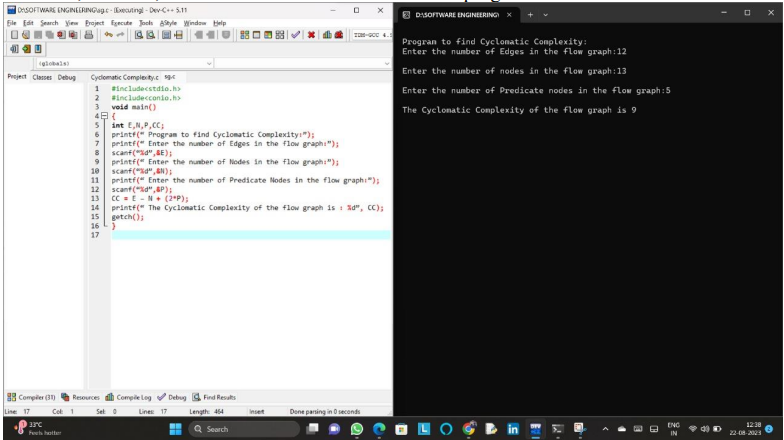 D:\SOFTWARE ENGINEERING\sg.c - [Executing] - Dev-C++ 5.11
File Edit Search View Project Execute Tools AStyle Window Help
TDM-GCC 4.
(globals)
Project Classes Debug
Cyclomatic Complexity.c sg.c
1 #include<stdio.h>
2 #include<conio.h>
3 void main()
4 {
5 int E,N,P,CC;
6 printf(" Program to find Cyclomatic Complexity:");
7 printf(" Enter the number of Edges in the flow graph:");
8 scanf("%d",&E);
9 printf(" Enter the number of Nodes in the flow graph:");
10 scanf("%d",&N);
11 printf(" Enter the number of Predicate Nodes in the flow graph:");
12 scanf("%d",&P);
13 CC = E – N + (2*P);
14 printf(" The Cyclomatic Complexity of the flow graph is : %d", CC);
15 getch();
16 }
17
Compiler (31) Resources Compile Log Debug Find Results
Line: 17 Col: 1 Sel: 0 Lines: 17 Length: 464 Insert Done parsing in 0 seconds
D:\SOFTWARE ENGINEERING\
Program to find Cyclomatic Complexity:
Enter the number of Edges in the flow graph:12
Enter the number of nodes in the flow graph:13
Enter the number of Predicate nodes in the flow graph:5
The Cyclomatic Complexity of the flow graph is 9
33°C
Feels hotter
Search
ENG
IN
12:38
22-08-2023